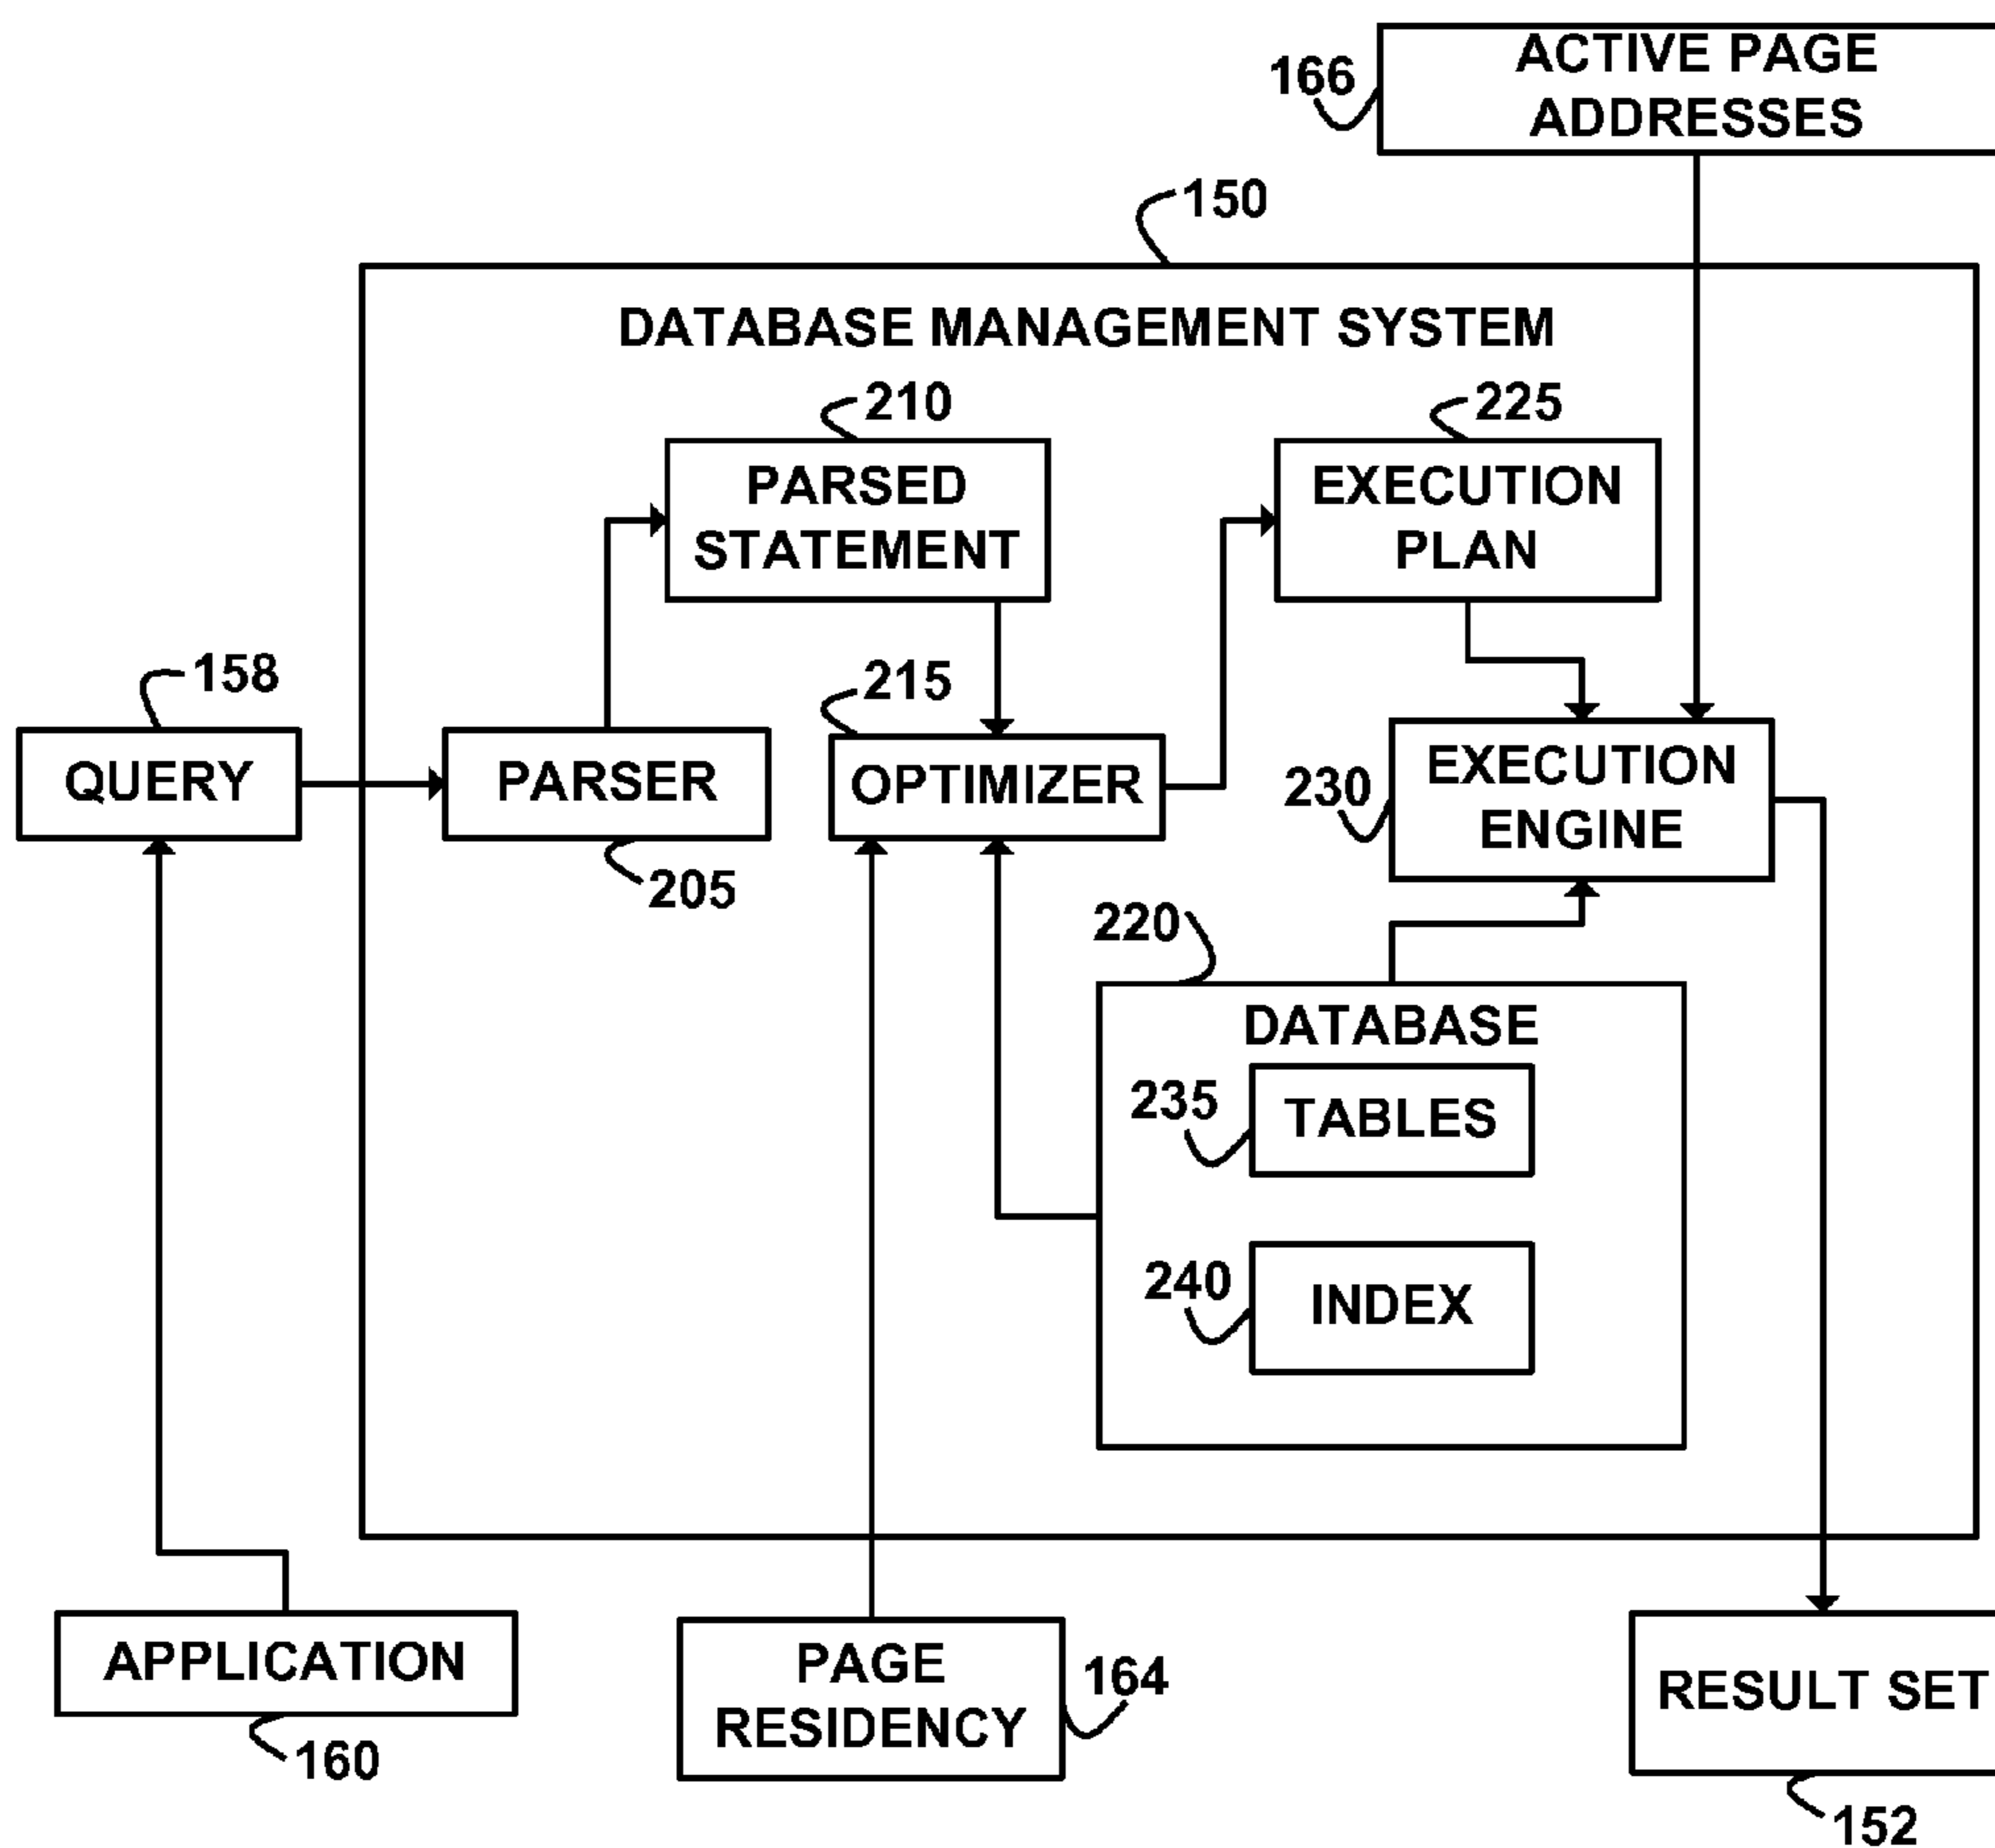 ACTIVE PAGE
ADDRESSES
166
150
DATABASE MANAGEMENT SYSTEM
210
225
PARSED
STATEMENT
EXECUTION
PLAN
158
215
QUERY
PARSER
OPTIMIZER
EXECUTION
ENGINE
230
205
220
DATABASE
235
TABLES
240
INDEX
APPLICATION
160
PAGE
RESIDENCY
164
RESULT SET
152